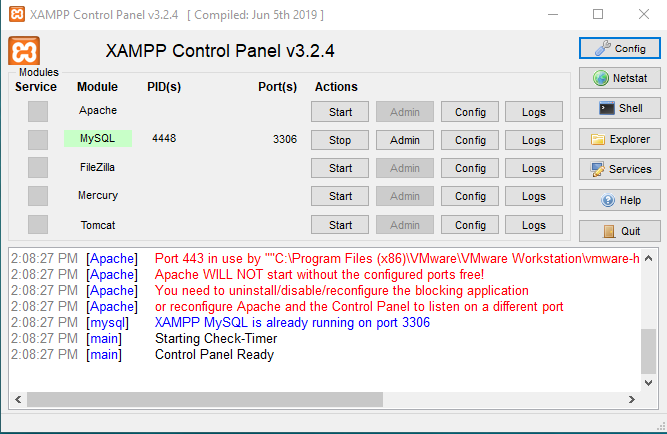 XAMPP Control Panel v3.2.4 [ Compiled: Jun 5th 2019 ]
XAMPP Control Panel v3.2.4
Config
Modules
Service Module PID(s) Port(s) Actions
Netstat
Apache Start Admin Config Logs
Shell
MySQL 4448 3306 Stop Admin Config Logs
Explorer
FileZilla Start Admin Config Logs
Services
Mercury Start Admin Config Logs
Help
Tomcat Start Admin Config Logs
Quit
2:08:27 PM [Apache] Port 443 in use by ""C:\Program Files (x86)\VMware\VMware Workstation\vmware-h
2:08:27 PM [Apache] Apache WILL NOT start without the configured ports free!
2:08:27 PM [Apache] You need to uninstall/disable/reconfigure the blocking application
2:08:27 PM [Apache] or reconfigure Apache and the Control Panel to listen on a different port
2:08:27 PM [mysql] XAMPP MySQL is already running on port 3306
2:08:27 PM [main] Starting Check-Timer
2:08:27 PM [main] Control Panel Ready